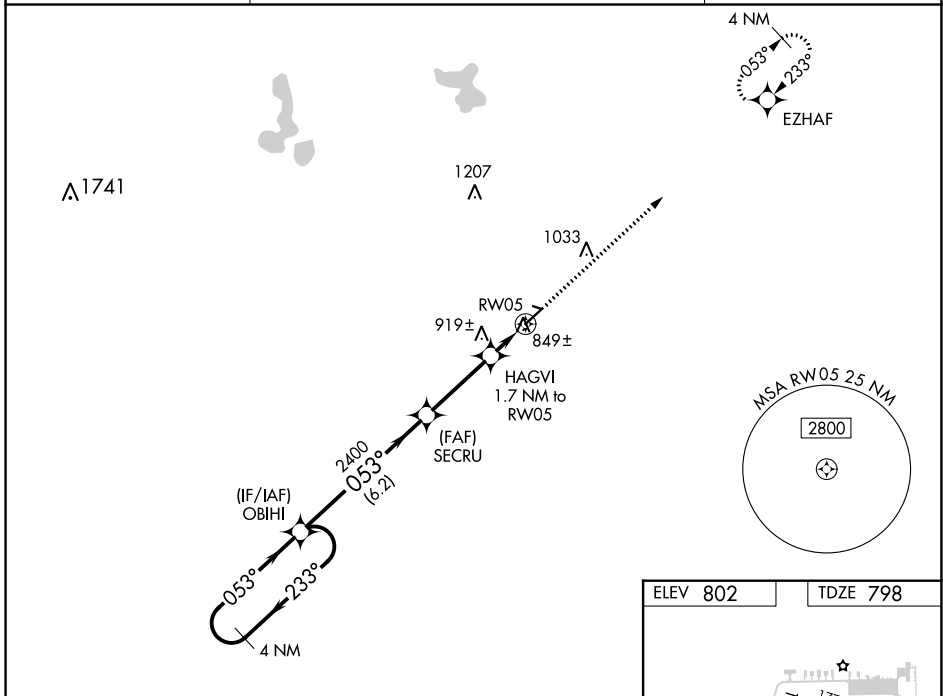 4 NM
053°
233°
EZHAF
1741
1207
1033
RW05
919±
849±
HAGVI
1.7 NM to
RW05
(FAF)
SECRU
2400
053°
(6.2)
(IF/IAF)
OBIHI
053°
233°
4 NM
MSA RW05 25 NM
2800
ELEV 802
TDZE 798